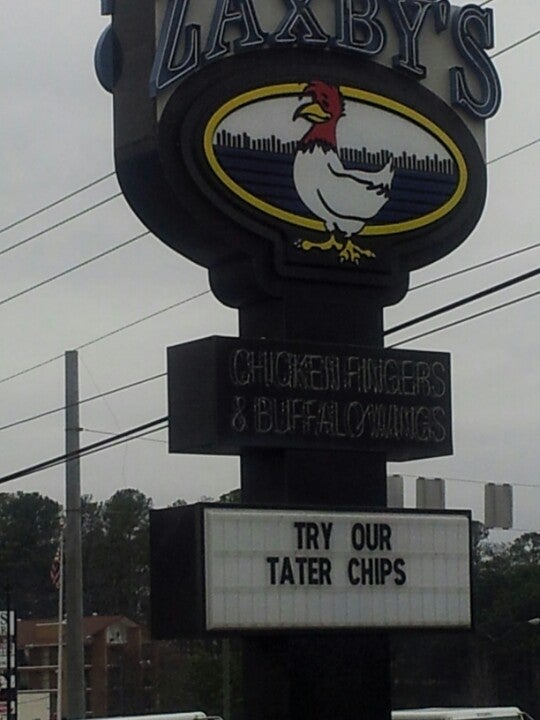 ZAXBY'S
CHICKEN FINGERS
& BUFFALO WINGS
TRY OUR
TATER CHIPS